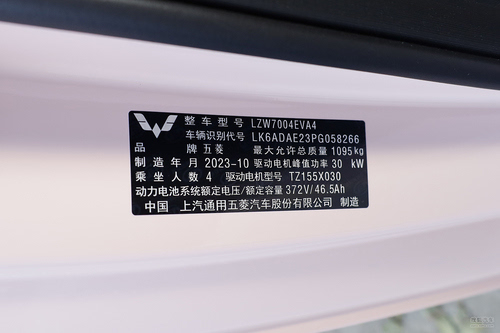 整车型号 LZW7004EVA4
车辆识别代号 LK6ADAE23PG058266
品牌 五菱 最大允许总质量 1095kg
制造年月 2023-10 驱动电机峰值功率 30 kW
乘坐人数 4 驱动电机型号 TZ155X030
动力电池系统额定电压/额定容量 372V/46.5Ah
中国 上汽通用五菱汽车股份有限公司 制造